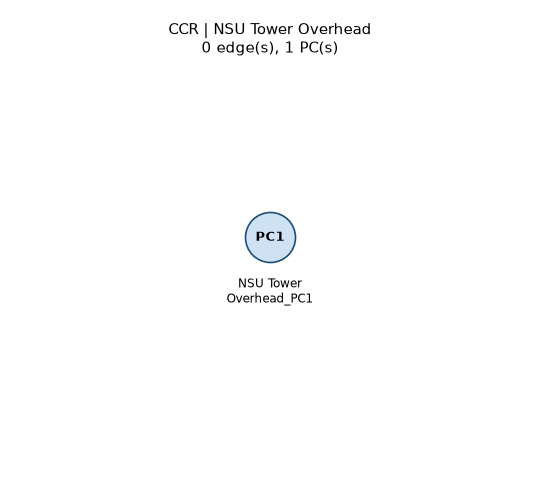 CCR | NSU Tower Overhead
0 edge(s), 1 PC(s)
PC1
NSU Tower
Overhead_PC1